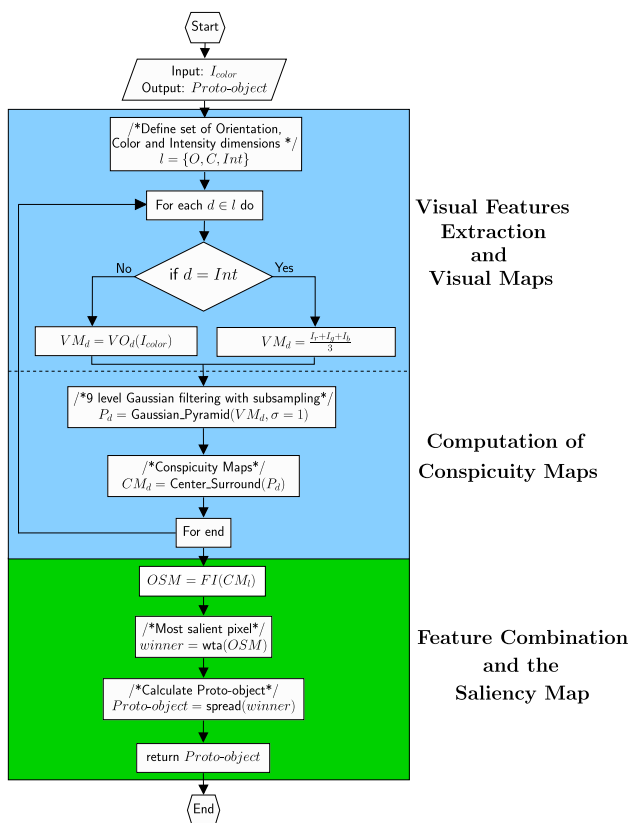 Start
Input: I_color
Output: Proto-object
/*Define set of Orientation,
Color and Intensity dimensions */
l = {O, C, Int}
For each d ∈ l do
if d = Int
No
Yes
VM_d = VO_d(I_color)
VM_d = (I_r+I_g+I_b)/3
Visual Features
Extraction
and
Visual Maps
/*9 level Gaussian filtering with subsampling*/
P_d = Gaussian_Pyramid(VM_d, σ = 1)
/*Conspicuity Maps*/
CM_d = Center_Surround(P_d)
For end
Computation of
Conspicuity Maps
OSM = FI(CM_l)
/*Most salient pixel*/
winner = wta(OSM)
/*Calculate Proto-object*/
Proto-object = spread(winner)
return Proto-object
Feature Combination
and the
Saliency Map
End